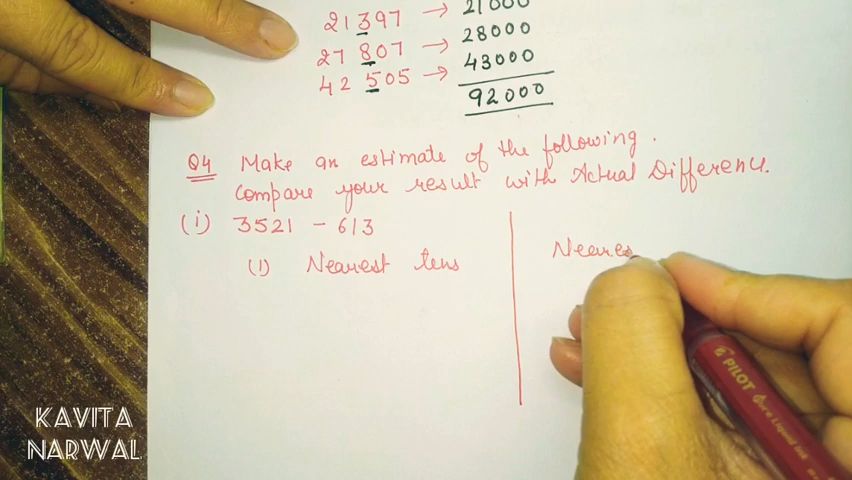 21397 → 21000
27807 → 28000
42505 → 43000
92000
Q4 Make an estimate of the following.
Compare your result with Actual Difference.
(i) 3521 - 613
(1) Nearest tens
Neares
PILOT
KAVITA
NARWAL